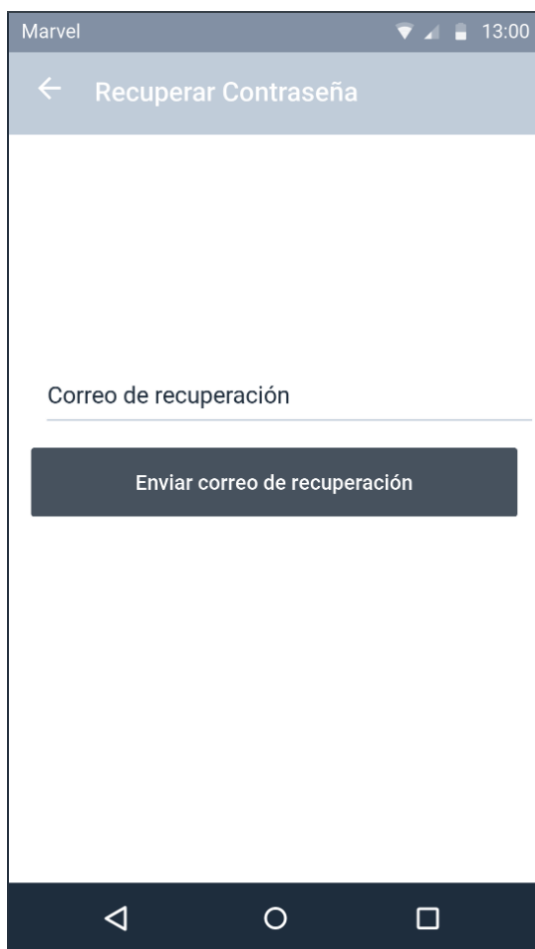 Marvel 13:00
Recuperar Contraseña
Correo de recuperación
Enviar correo de recuperación